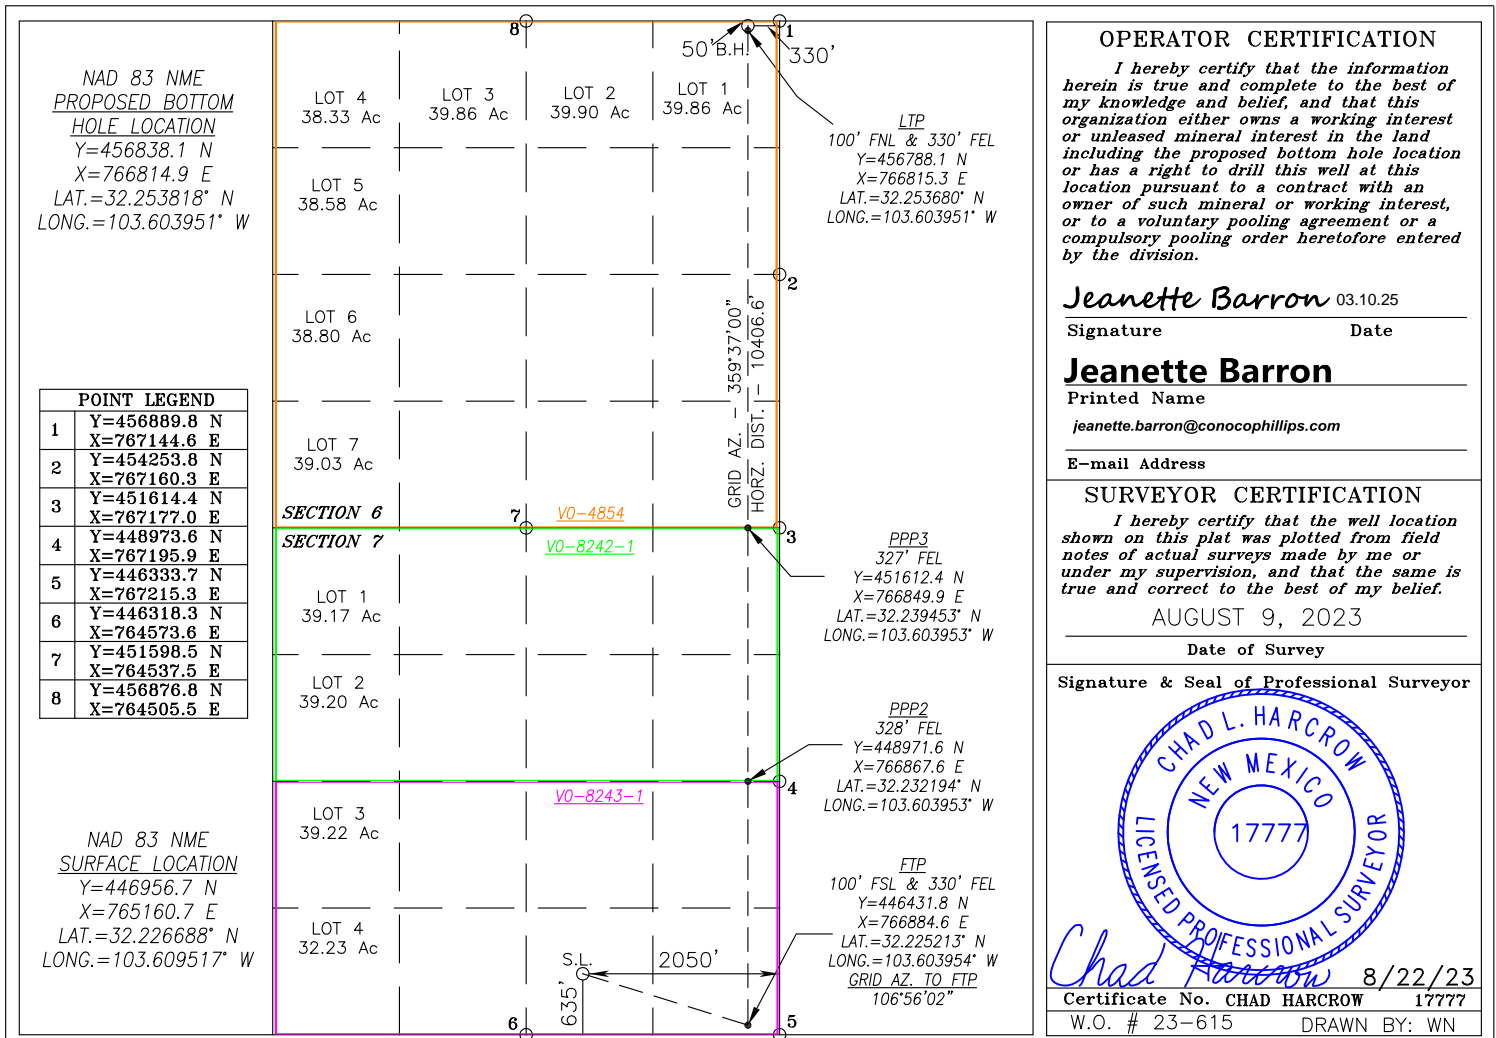 NAD 83 NME
PROPOSED BOTTOM
HOLE LOCATION
Y=456838.1 N
X=766814.9 E
LAT.=32.253818° N
LONG.=103.603951° W
POINT LEGEND
1 Y=456889.8 N
X=767144.6 E
2 Y=454253.8 N
X=767160.3 E
3 Y=451614.4 N
X=767177.0 E
4 Y=448973.6 N
X=767195.9 E
5 Y=446333.7 N
X=767215.3 E
6 Y=446318.3 N
X=764573.6 E
7 Y=451598.5 N
X=764537.5 E
8 Y=456876.8 N
X=764505.5 E
NAD 83 NME
SURFACE LOCATION
Y=446956.7 N
X=765160.7 E
LAT.=32.226688° N
LONG.=103.609517° W
8
1
50' B.H.
330'
LOT 4
38.33 Ac
LOT 3
39.86 Ac
LOT 2
39.90 Ac
LOT 1
39.86 Ac
LOT 5
38.58 Ac
2
LOT 6
38.80 Ac
LOT 7
39.03 Ac
GRID AZ. – 359°37'00"
HORZ. DIST. – 10406.6'
SECTION 6
7
VO-4854
3
SECTION 7
VO-8242-1
LOT 1
39.17 Ac
LOT 2
39.20 Ac
VO-8243-1
4
LOT 3
39.22 Ac
LOT 4
32.23 Ac
S.L.
2050'
635'
6
5
LTP
100' FNL & 330' FEL
Y=456788.1 N
X=766815.3 E
LAT.=32.253680° N
LONG.=103.603951° W
PPP3
327' FEL
Y=451612.4 N
X=766849.9 E
LAT.=32.239453° N
LONG.=103.603953° W
PPP2
328' FEL
Y=448971.6 N
X=766867.6 E
LAT.=32.232194° N
LONG.=103.603953° W
FTP
100' FSL & 330' FEL
Y=446431.8 N
X=766884.6 E
LAT.=32.225213° N
LONG.=103.603954° W
GRID AZ. TO FTP
106°56'02"
OPERATOR CERTIFICATION
I hereby certify that the information
herein is true and complete to the best of
my knowledge and belief, and that this
organization either owns a working interest
or unleased mineral interest in the land
including the proposed bottom hole location
or has a right to drill this well at this
location pursuant to a contract with an
owner of such mineral or working interest,
or to a voluntary pooling agreement or a
compulsory pooling order heretofore entered
by the division.
Jeanette Barron 03.10.25
Signature Date
Jeanette Barron
Printed Name
jeanette.barron@conocophillips.com
E-mail Address
SURVEYOR CERTIFICATION
I hereby certify that the well location
shown on this plat was plotted from field
notes of actual surveys made by me or
under my supervision, and that the same is
true and correct to the best of my belief.
AUGUST 9, 2023
Date of Survey
Signature & Seal of Professional Surveyor
CHAD L. HARCROW
NEW MEXICO
17777
LICENSED PROFESSIONAL SURVEYOR
Chad Harcrow 8/22/23
Certificate No. CHAD HARCROW 17777
W.O. # 23-615 DRAWN BY: WN